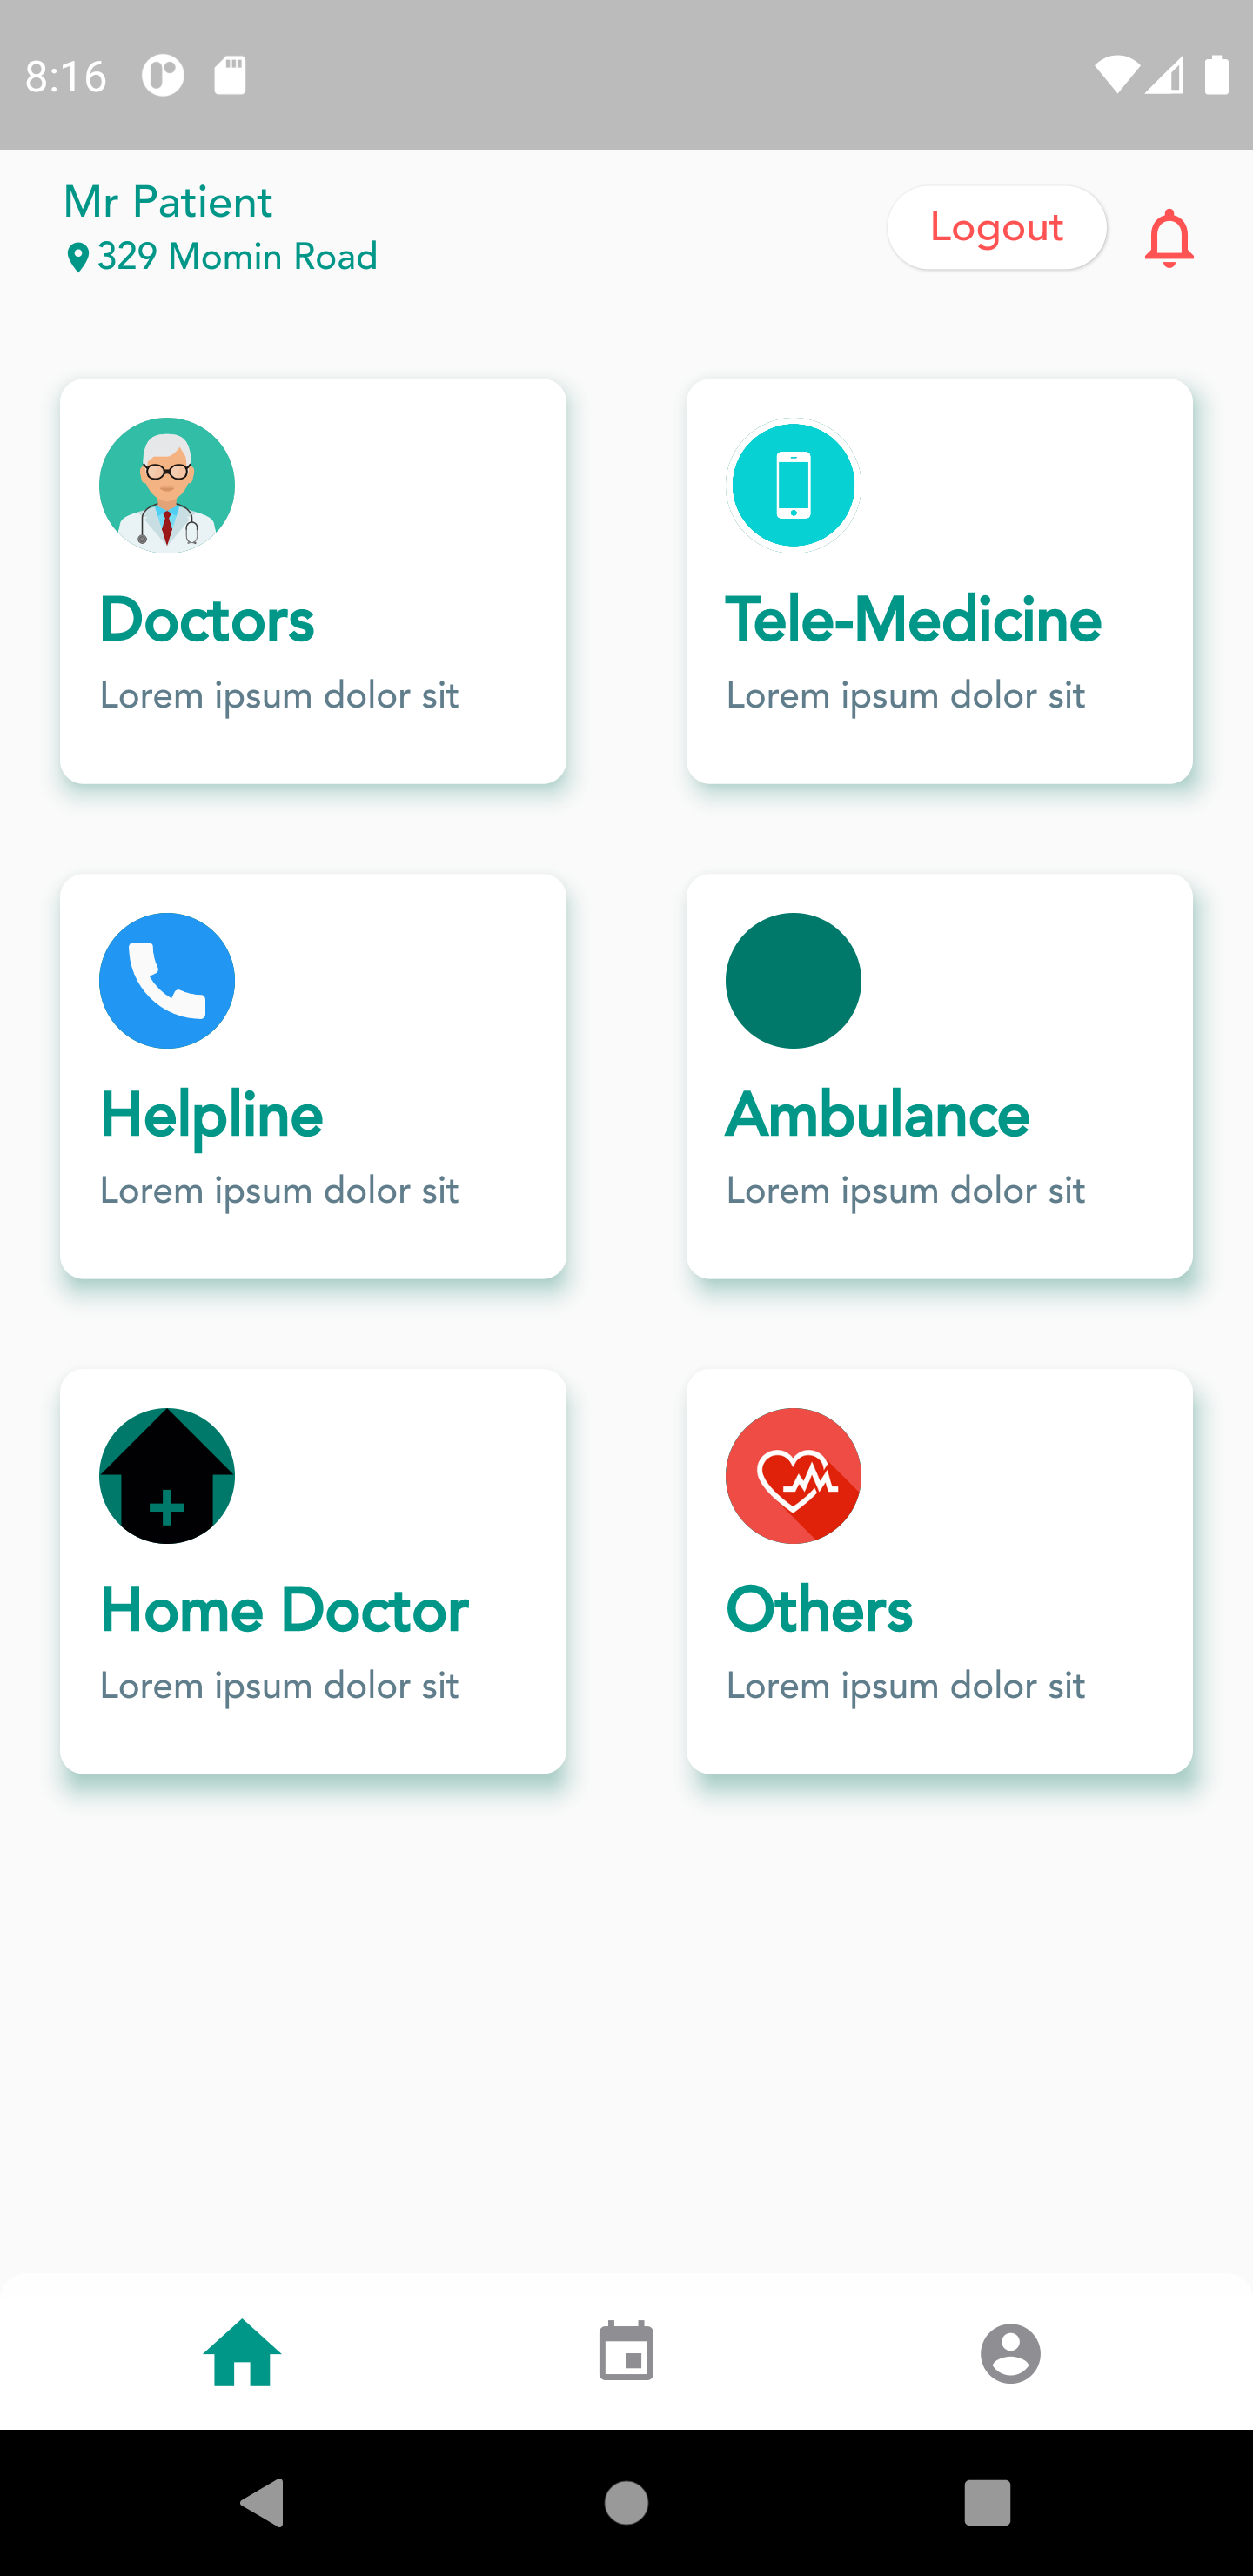 8:16
Mr Patient
329 Momin Road
Logout
Doctors
Lorem ipsum dolor sit
Tele-Medicine
Lorem ipsum dolor sit
Helpline
Lorem ipsum dolor sit
Ambulance
Lorem ipsum dolor sit
Home Doctor
Lorem ipsum dolor sit
Others
Lorem ipsum dolor sit